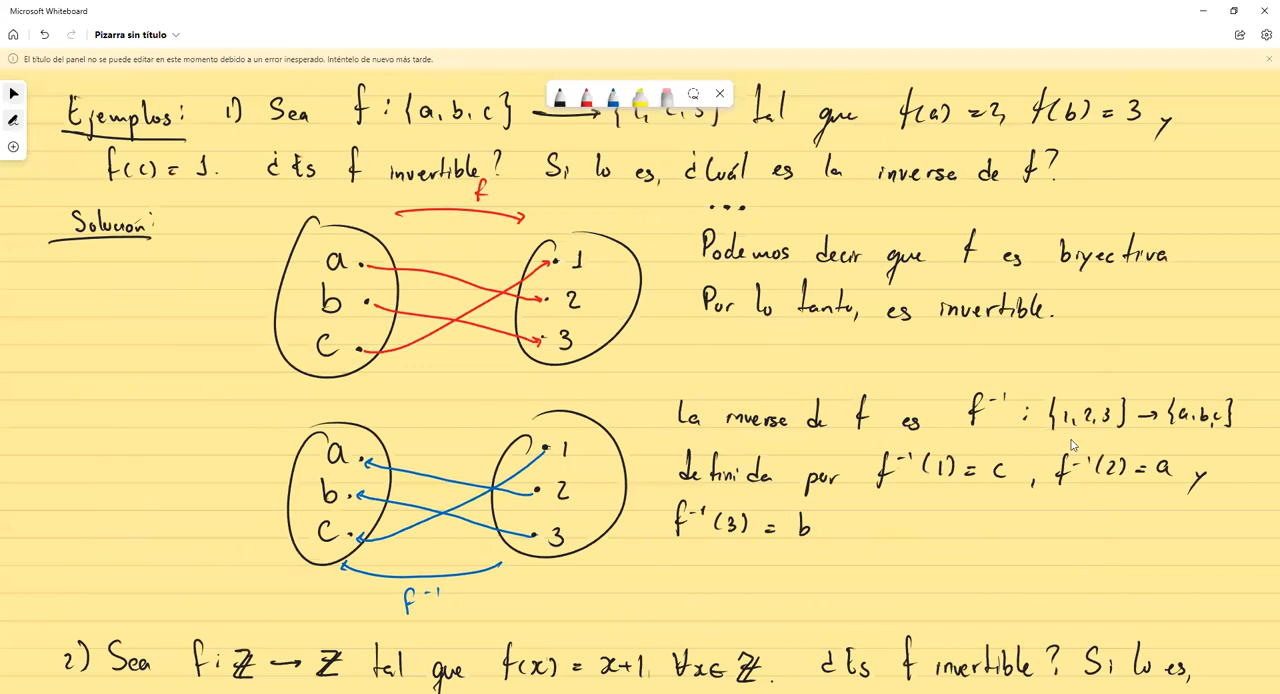 Microsoft Whiteboard
Pizarra sin título
El título del panel no se puede editar en este momento debido a un error inesperado. Inténtelo de nuevo más tarde.
Ejemplos: 1) Sea f : {a, b, c} → {1, 2, 3} tal que f(a) = 2, f(b) = 3 y
f(c) = 1. ¿Es f invertible? Si lo es, ¿Cuál es la inverse de f?
f
...
Solución:
a
b
c
1
2
3
Podemos decir que f es biyectiva
Por lo tanto, es invertible.
a
b
c
1
2
3
f⁻¹
La inverse de f es f⁻¹ : {1, 2, 3} → {a, b, c}
definida por f⁻¹(1) = c, f⁻¹(2) = a y
f⁻¹(3) = b
2) Sea f : ℤ → ℤ tal que f(x) = x+1, ∀x∈ℤ. ¿Es f invertible? Si lo es,